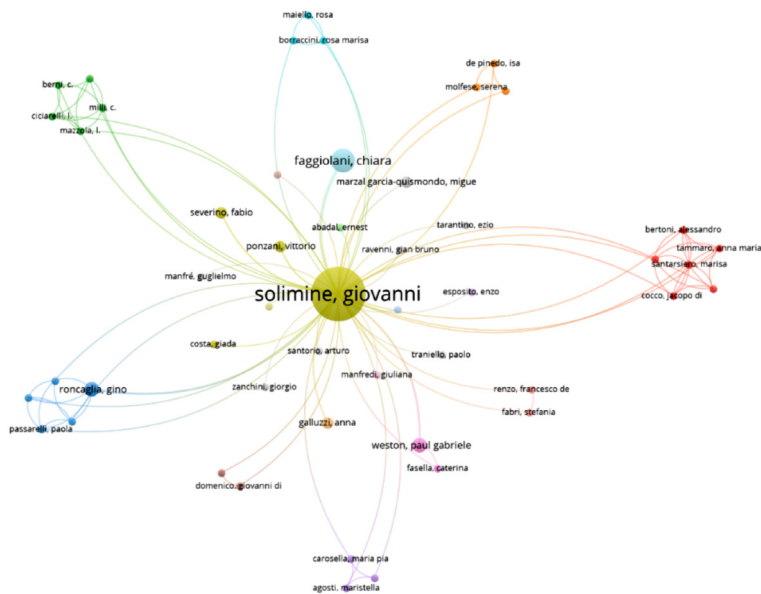 maiello, rosa
borraccini, rosa marisa
de pinedo, isa
molfese, serena
berni, c.
milli, c.
ciciarelli, l.
mazzola, l.
faggiolani, chiara
marzal garcia-quismondo, migue
severino, fabio
abadal, ernest
tarantino, ezio
bertoni, alessandro
ponzani, vittorio
ravenni, gian bruno
tammaro, anna maria
santarsiero, marisa
manfré, guglielmo
solimine, giovanni
esposito, enzo
cocco, jacopo di
costa, giada
santorio, arturo
traniello, paolo
manfredi, giuliana
roncaglia, gino
zanchini, giorgio
renzo, francesco de
fabri, stefania
galluzzi, anna
passarelli, paola
weston, paul gabriele
fasella, caterina
domenico, giovanni di
carosella, maria pia
agosti, maristella